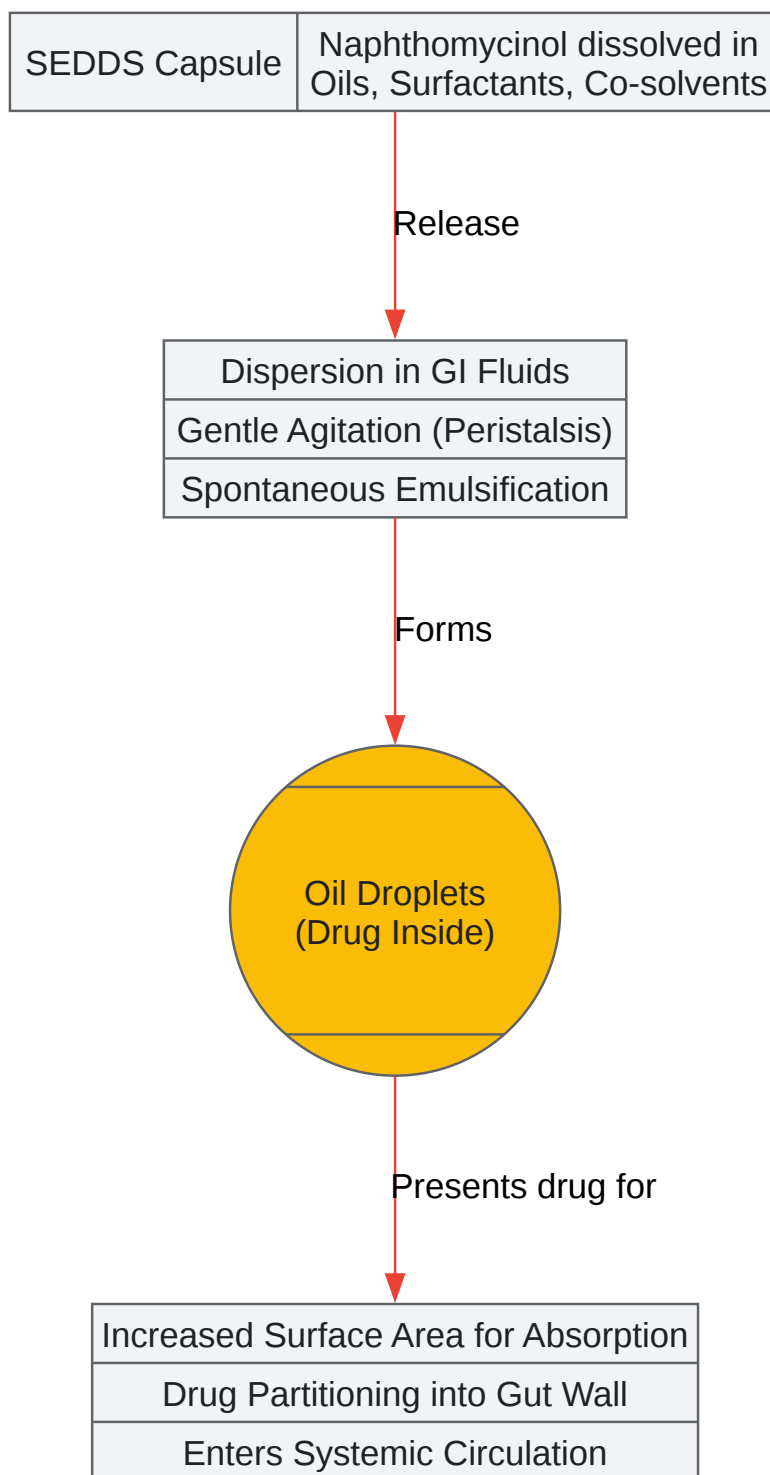 SEDDS Capsule
Naphthomycinol dissolved in
Oils, Surfactants, Co-solvents
Release
Dispersion in GI Fluids
Gentle Agitation (Peristalsis)
Spontaneous Emulsification
Forms
Oil Droplets
(Drug Inside)
Presents drug for
Increased Surface Area for Absorption
Drug Partitioning into Gut Wall
Enters Systemic Circulation